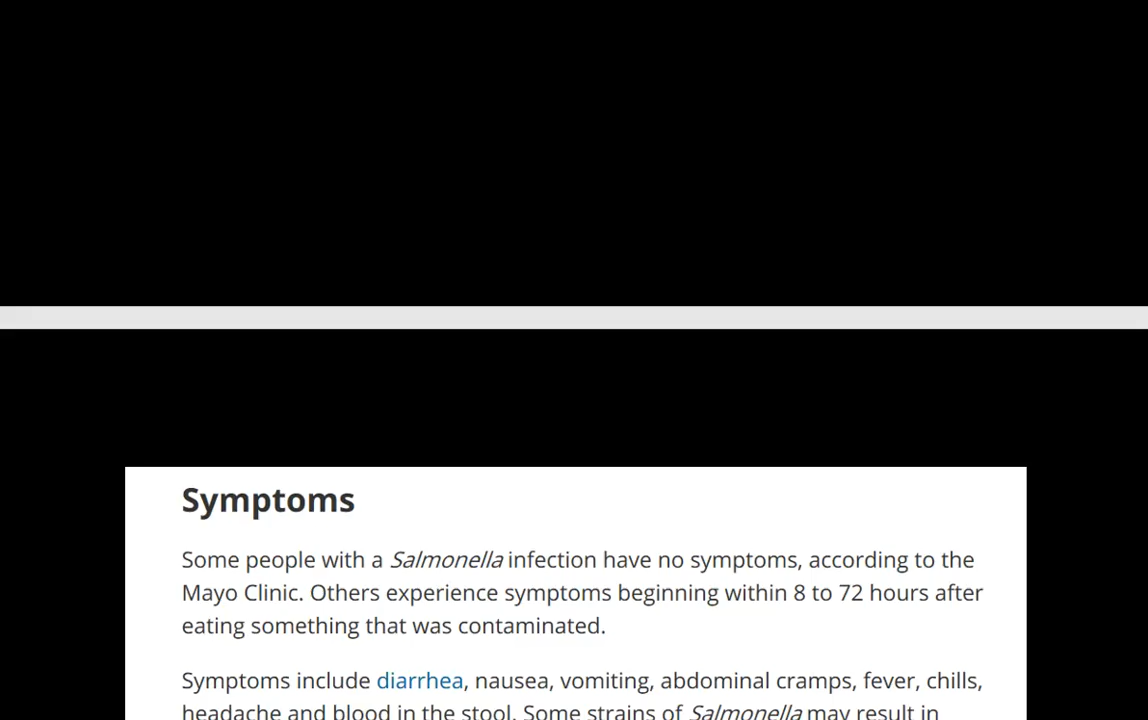 Symptoms
Some people with a Salmonella infection have no symptoms, according to the
Mayo Clinic. Others experience symptoms beginning within 8 to 72 hours after
eating something that was contaminated.
Symptoms include diarrhea, nausea, vomiting, abdominal cramps, fever, chills,
headache and blood in the stool. Some strains of Salmonella may result in